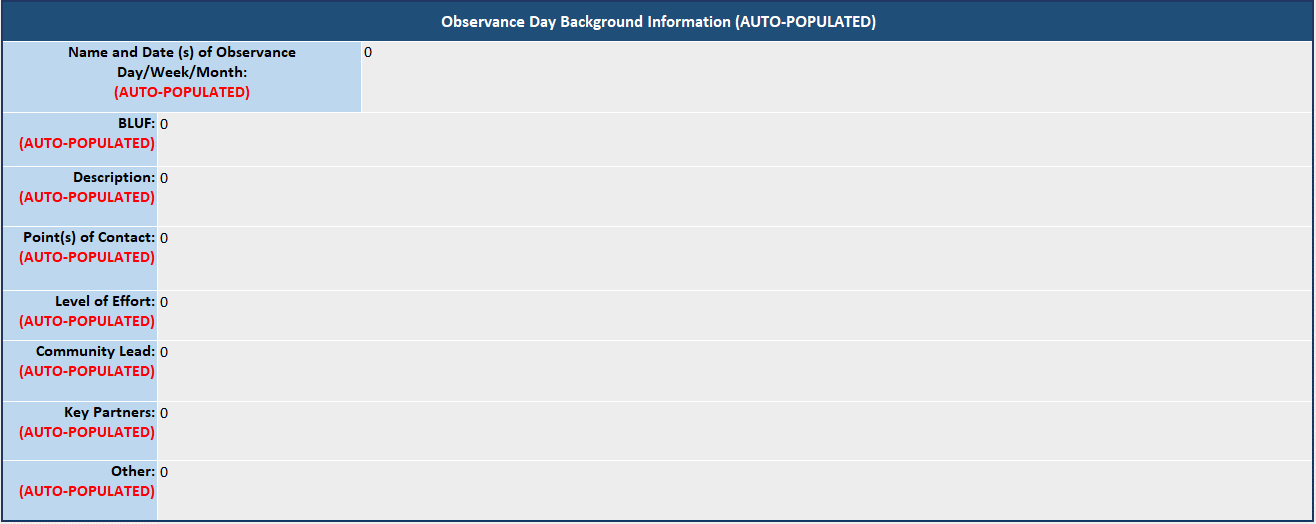 Observance Day Background Information (AUTO-POPULATED)
Name and Date (s) of Observance
Day/Week/Month:
(AUTO-POPULATED)
0
BLUF:
(AUTO-POPULATED)
0
Description:
(AUTO-POPULATED)
0
Point(s) of Contact:
(AUTO-POPULATED)
0
Level of Effort:
(AUTO-POPULATED)
0
Community Lead:
(AUTO-POPULATED)
0
Key Partners:
(AUTO-POPULATED)
0
Other:
(AUTO-POPULATED)
0